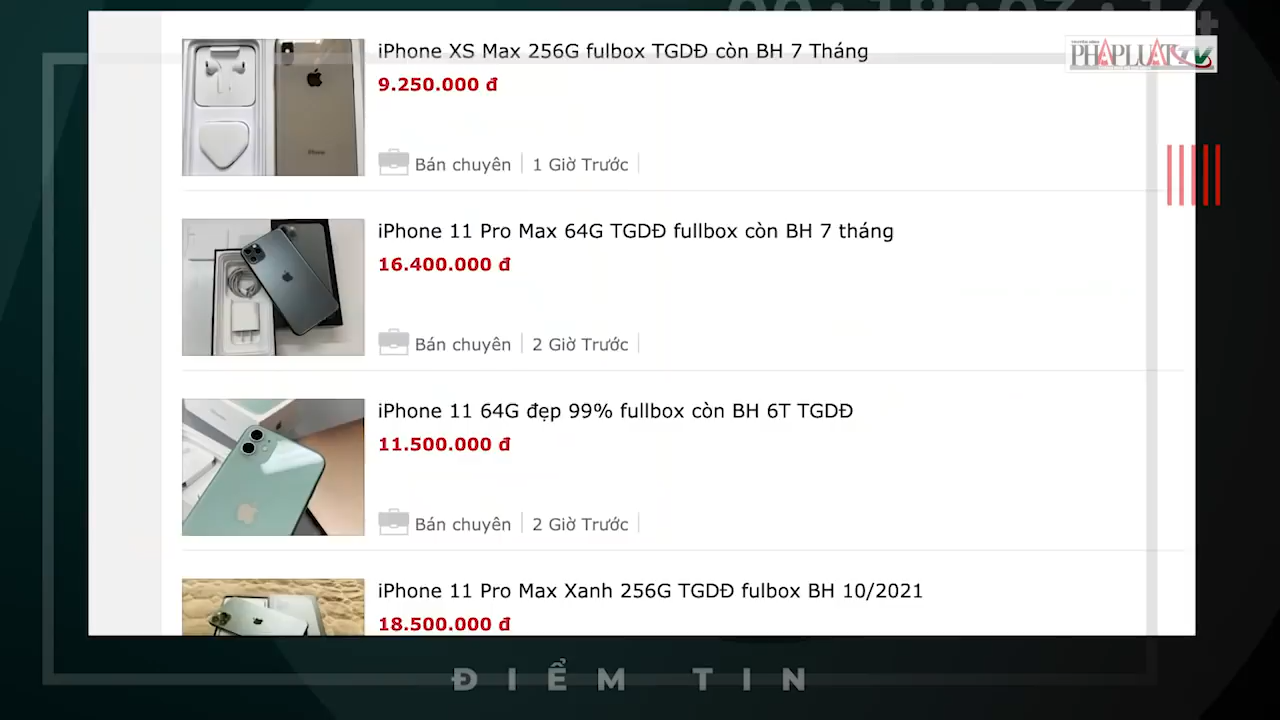 iPhone XS Max 256G fulbox TGDĐ còn BH 7 Tháng
9.250.000 đ
Bán chuyên | 1 Giờ Trước |
PHÁPLUẬT TV
iPhone 11 Pro Max 64G TGDĐ fullbox còn BH 7 tháng
16.400.000 đ
Bán chuyên | 2 Giờ Trước |
iPhone 11 64G đẹp 99% fullbox còn BH 6T TGDĐ
11.500.000 đ
Bán chuyên | 2 Giờ Trước |
iPhone 11 Pro Max Xanh 256G TGDĐ fulbox BH 10/2021
18.500.000 đ
ĐIỂM TIN